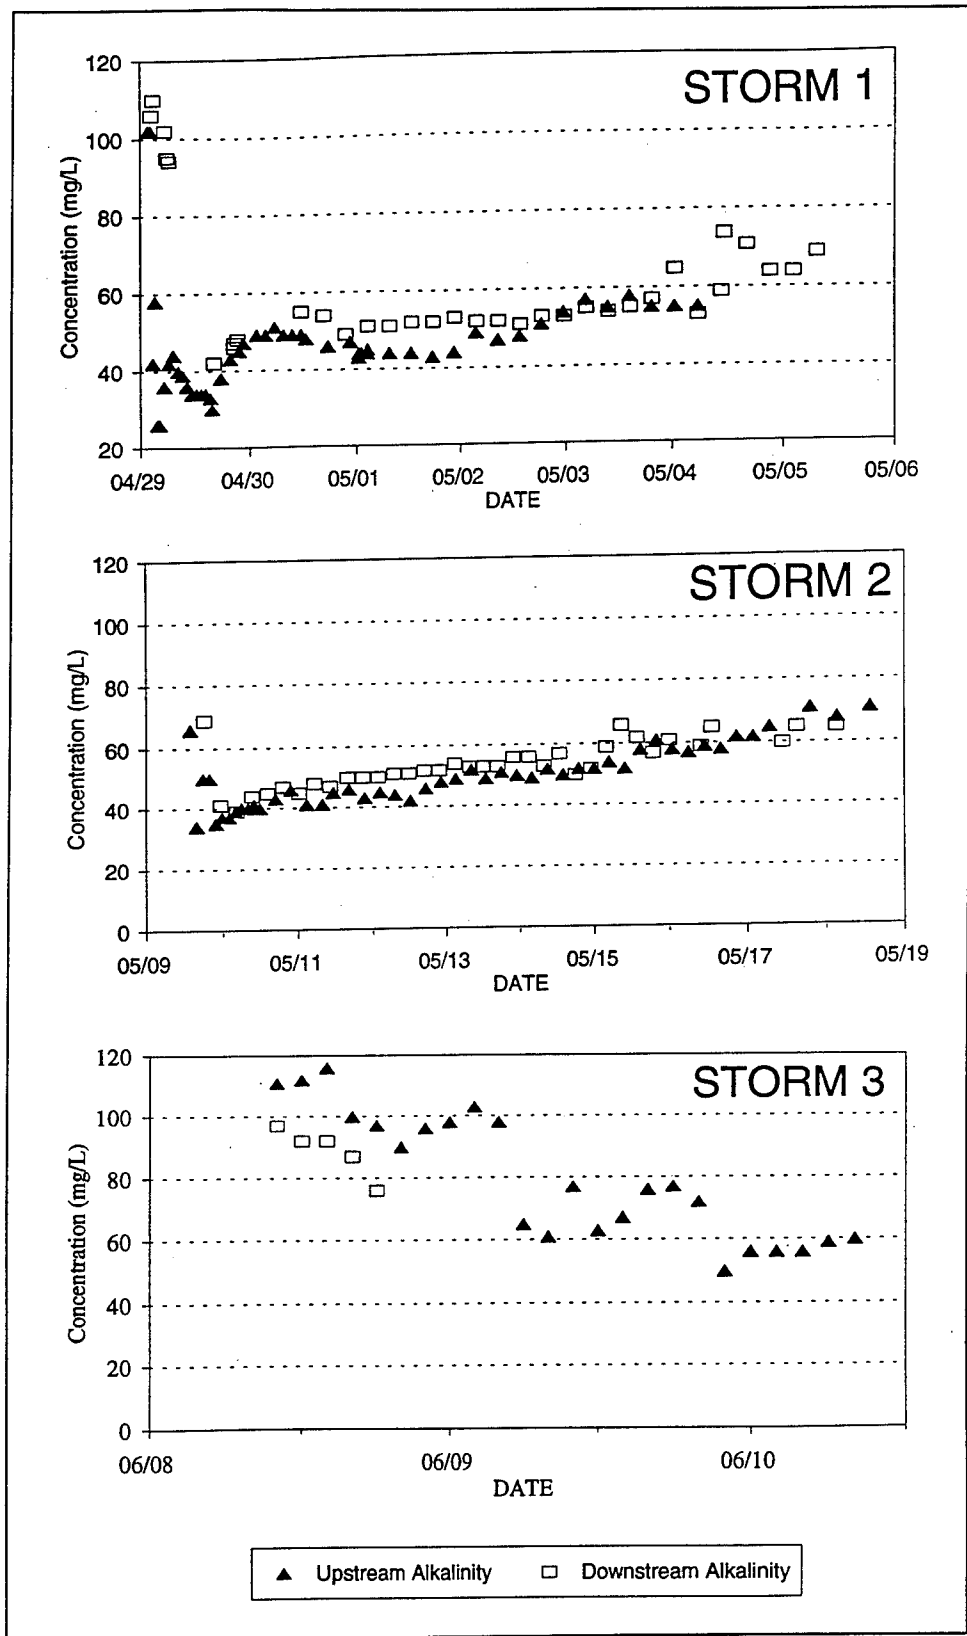 STORM 1
Concentration (mg/L)
120
100
80
60
40
20
04/29 04/30 05/01 05/02 05/03 05/04 05/05 05/06
DATE
STORM 2
Concentration (mg/L)
120
100
80
60
40
20
0
05/09 05/11 05/13 05/15 05/17 05/19
DATE
STORM 3
Concentration (mg/L)
120
100
80
60
40
20
0
06/08 06/09 06/10
DATE
Upstream Alkalinity Downstream Alkalinity